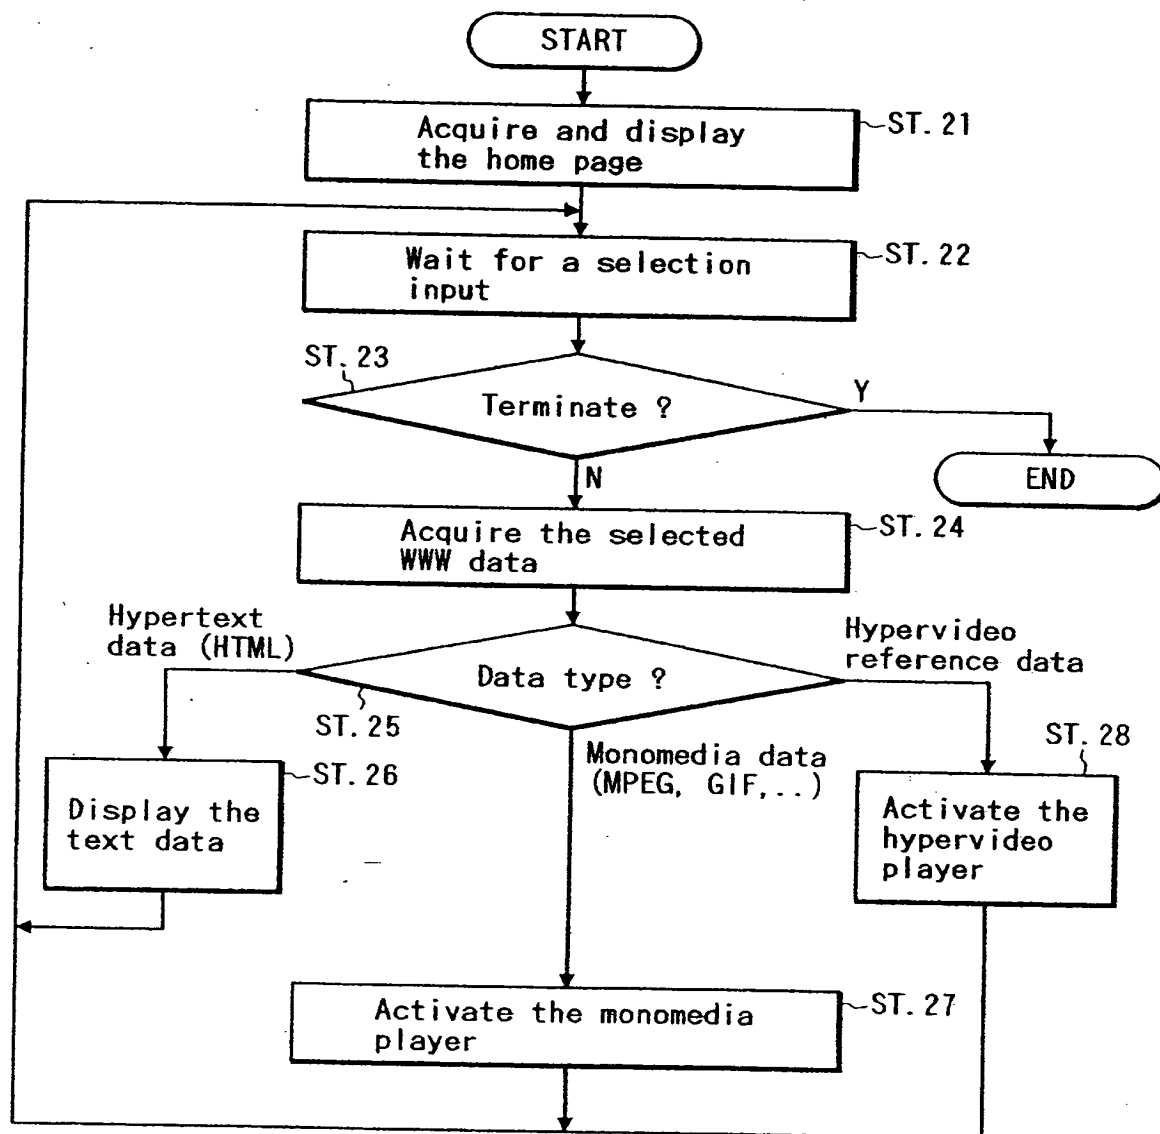 START
Acquire and display
the home page
ST. 21
Wait for a selection
input
ST. 22
ST. 23
Terminate ?
Y
END
N
Acquire the selected
WWW data
ST. 24
Hypertext
data (HTML)
Data type ?
Hypervideo
reference data
ST. 25
ST. 26
Display the
text data
Monomedia data
(MPEG, GIF,..)
ST. 28
Activate the
hypervideo
player
Activate the monomedia
player
ST. 27